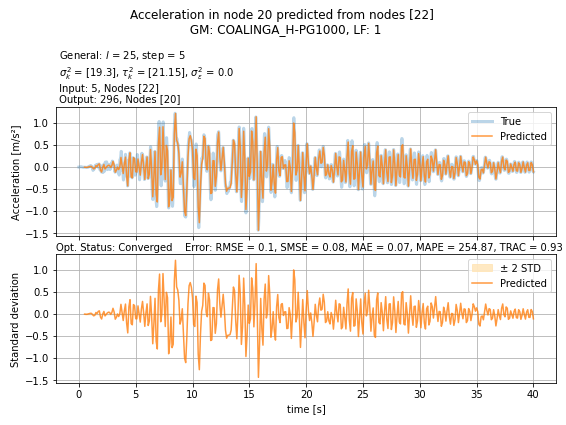 Acceleration in node 20 predicted from nodes [22]
GM: COALINGA_H-PG1000, LF: 1
General: l = 25, step = 5
σ²ₖ = [19.3], τ²ₖ = [21.15], σ²ε = 0.0
Input: 5, Nodes [22]
Output: 296, Nodes [20]
Acceleration [m/s²]
1.0
0.5
0.0
−0.5
−1.0
−1.5
True
Predicted
Opt. Status: Converged Error: RMSE = 0.1, SMSE = 0.08, MAE = 0.07, MAPE = 254.87, TRAC = 0.93
Standard deviation
1.0
0.5
0.0
−0.5
−1.0
−1.5
± 2 STD
Predicted
0 5 10 15 20 25 30 35 40
time [s]